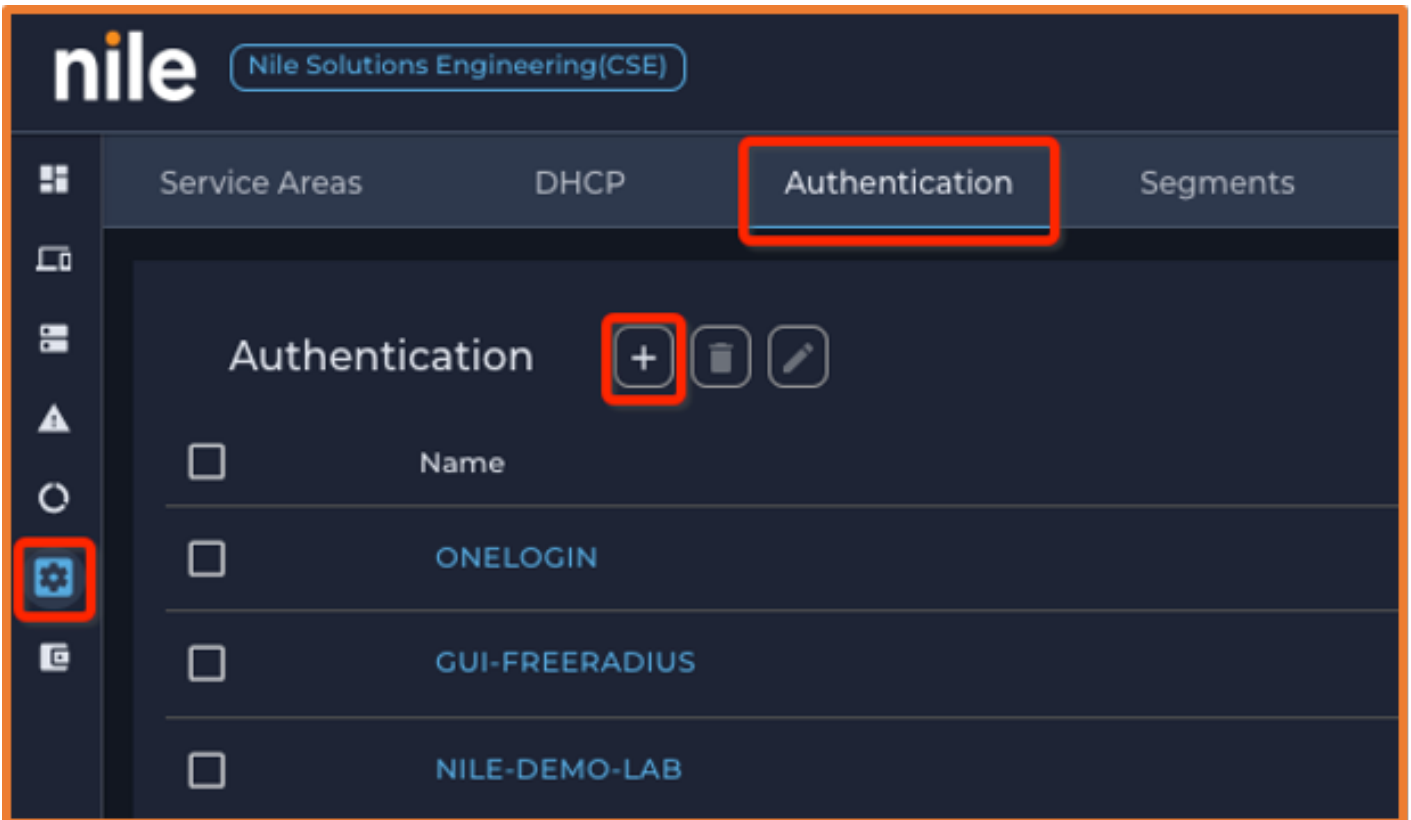 nile Nile Solutions Engineering(CSE)
Service Areas DHCP Authentication Segments
Authentication +
Name
ONELOGIN
GUI-FREERADIUS
NILE-DEMO-LAB